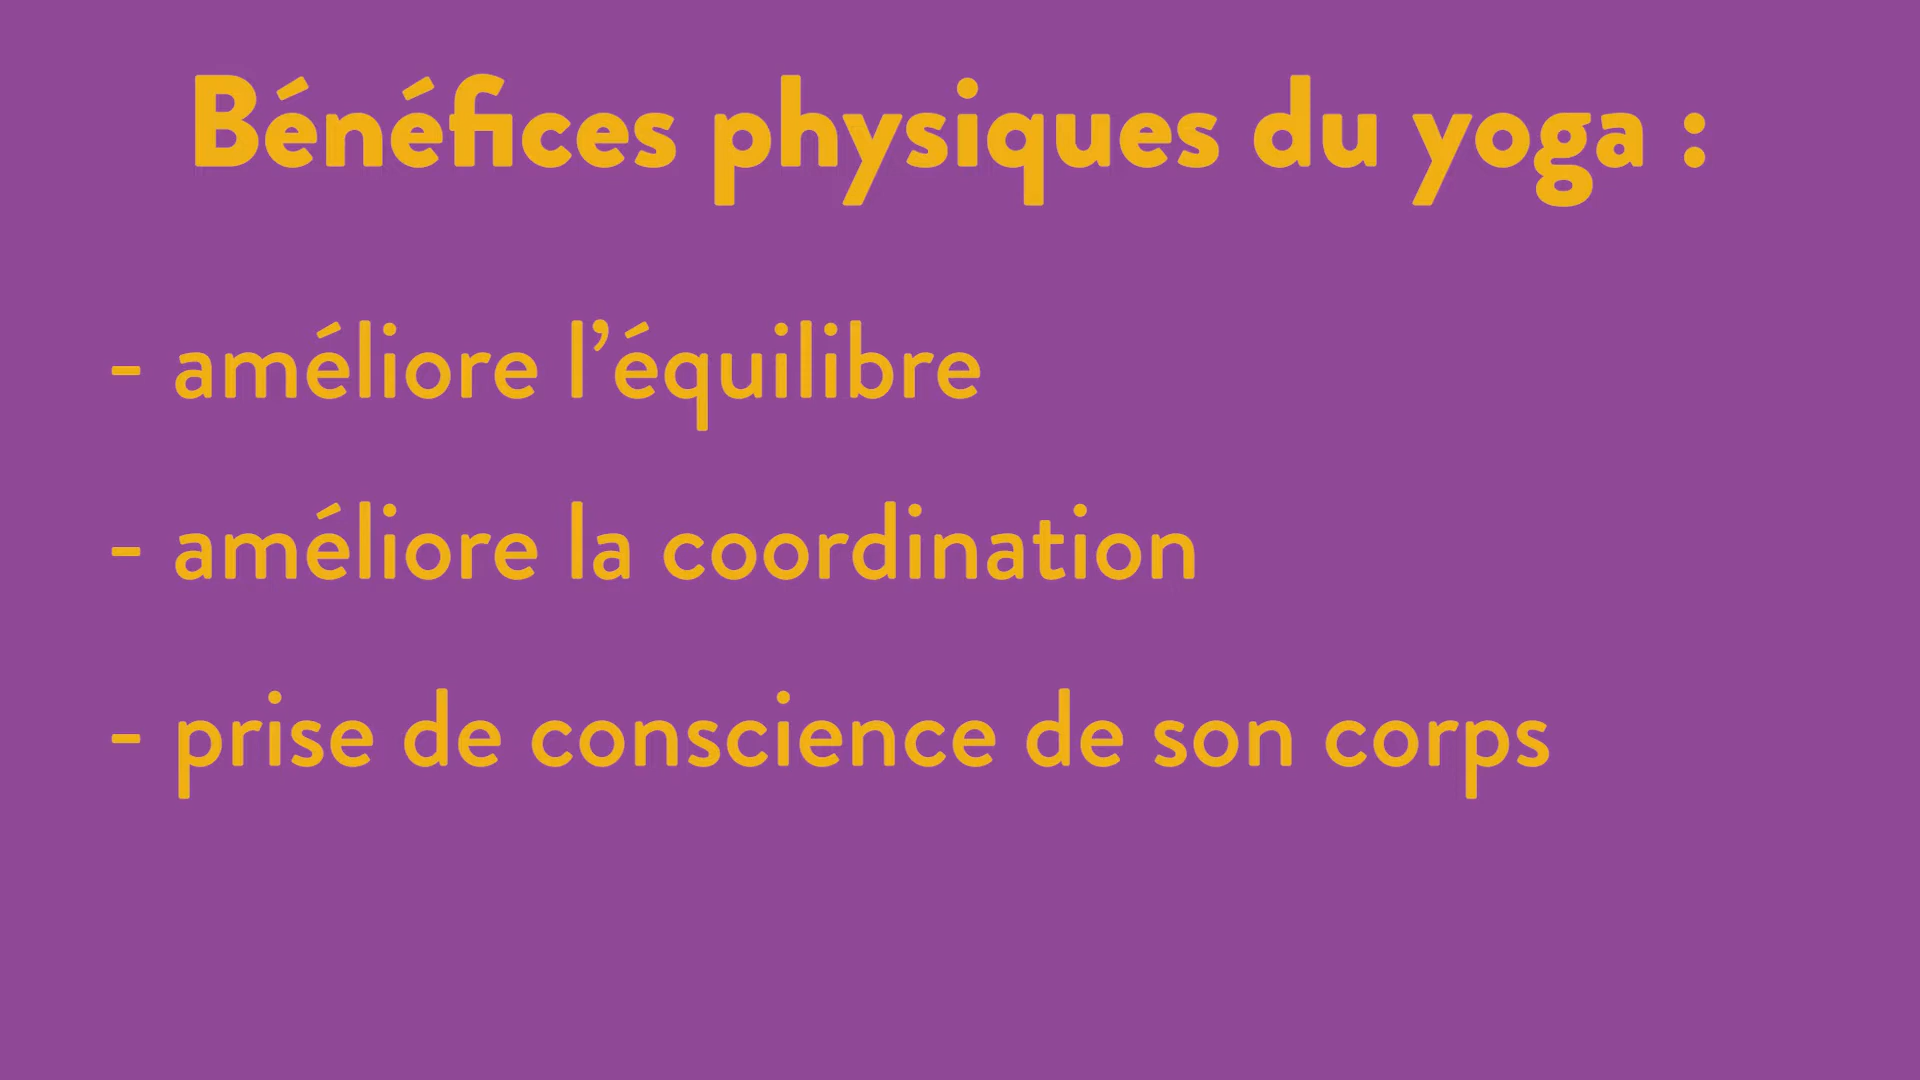 Bénéfices physiques du yoga :
- améliore l’équilibre
- améliore la coordination
- prise de conscience de son corps